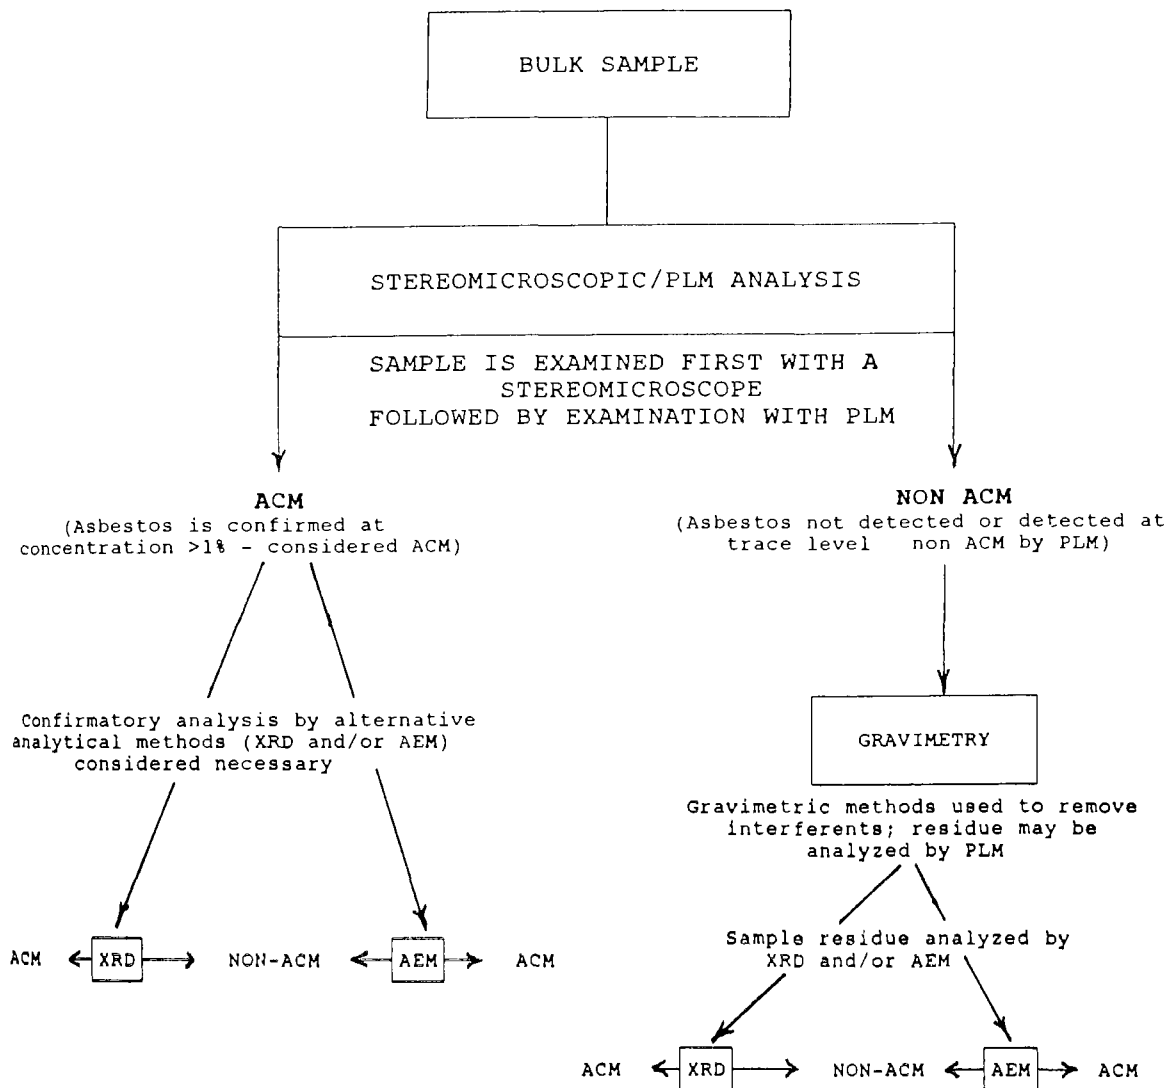 BULK SAMPLE
STEREOMICROSCOPIC/PLM ANALYSIS
SAMPLE IS EXAMINED FIRST WITH A
STEREOMICROSCOPE
FOLLOWED BY EXAMINATION WITH PLM
ACM
(Asbestos is confirmed at
concentration >1% - considered ACM)
NON ACM
(Asbestos not detected or detected at
trace level non ACM by PLM)
Confirmatory analysis by alternative
analytical methods (XRD and/or AEM)
considered necessary
GRAVIMETRY
Gravimetric methods used to remove
interferents; residue may be
analyzed by PLM
ACM XRD NON-ACM AEM ACM
Sample residue analyzed by
XRD and/or AEM
ACM XRD NON-ACM AEM ACM